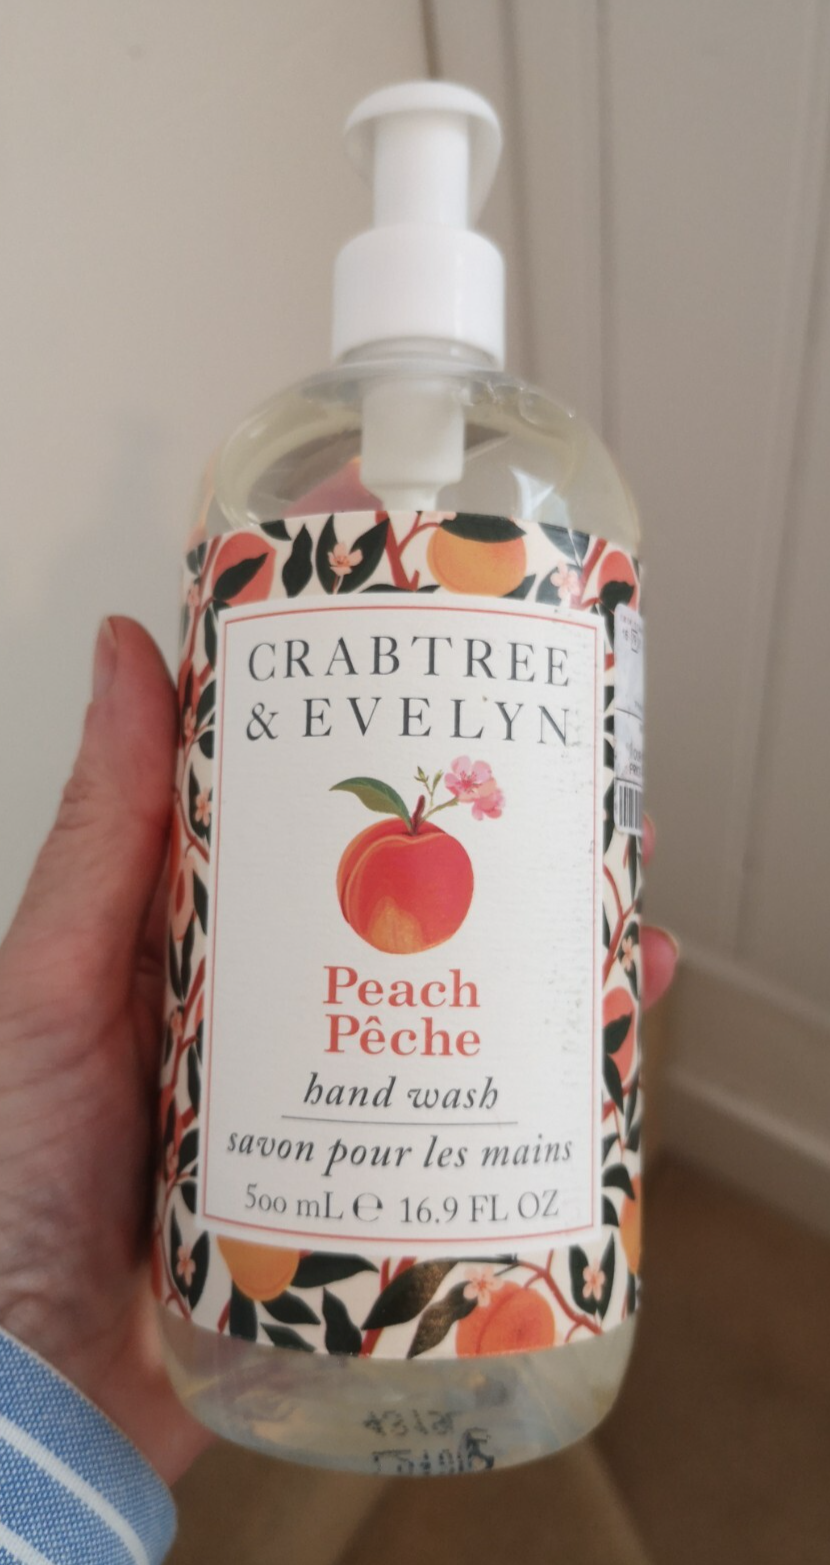 CRABTREE
& EVELYN
Peach
Pêche
hand wash
savon pour les mains
500 mL ℮ 16.9 FL OZ